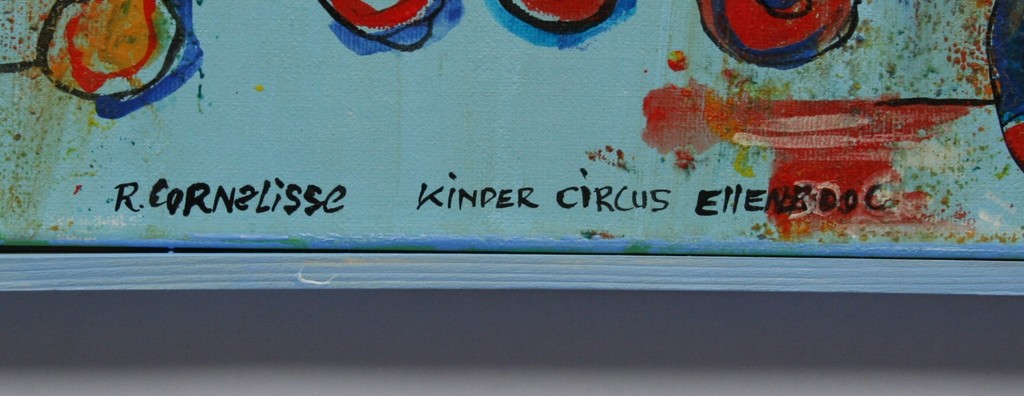 R. CORNELISSE KINDER CIRCUS ELLENBOOG